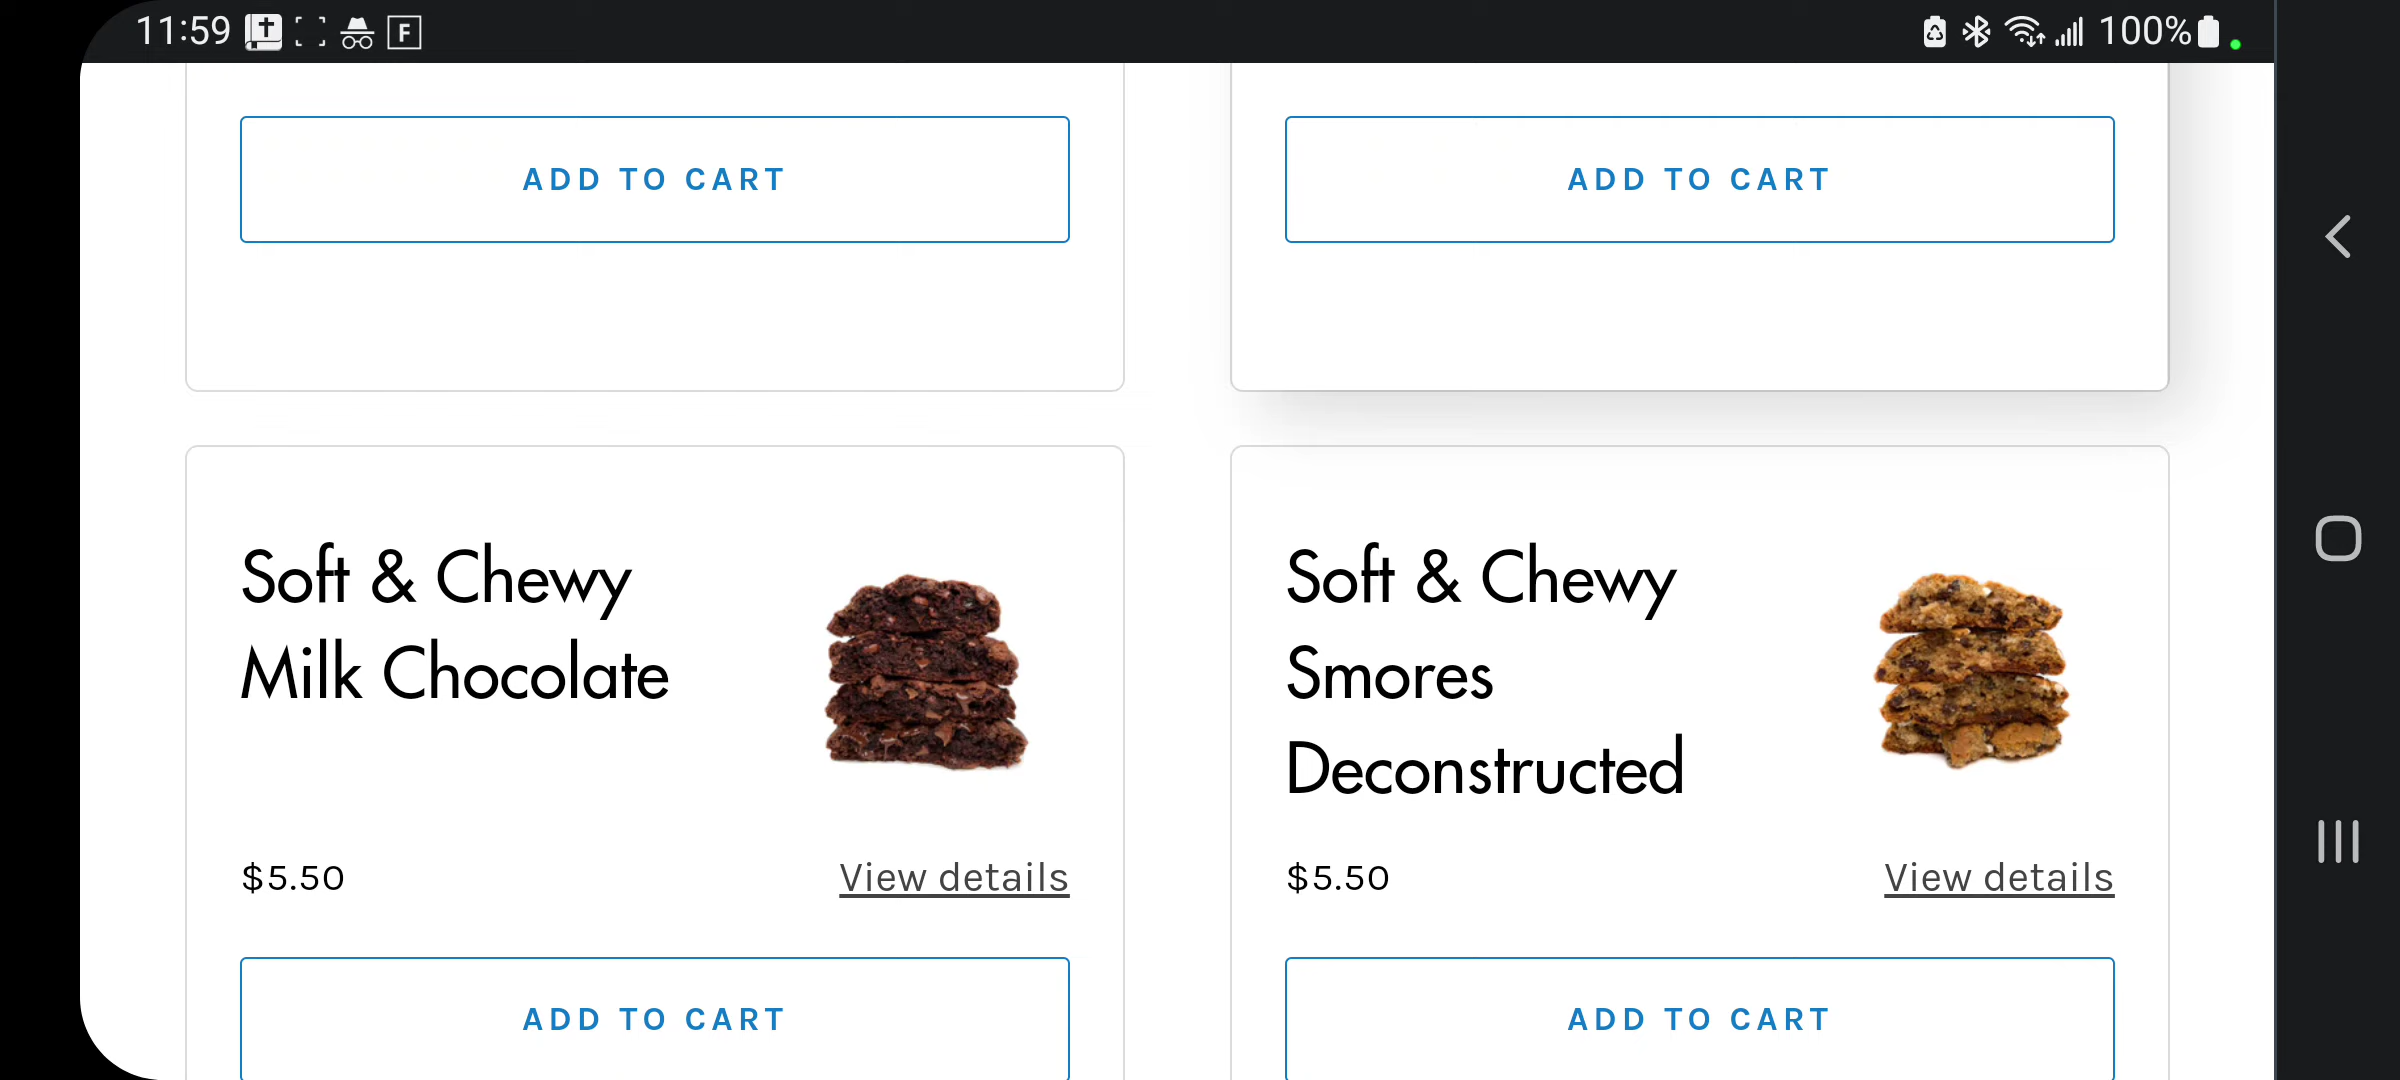 11:59 F 100%
ADD TO CART
ADD TO CART
Soft & Chewy
Milk Chocolate
$5.50
View details
ADD TO CART
Soft & Chewy
Smores
Deconstructed
$5.50
View details
ADD TO CART